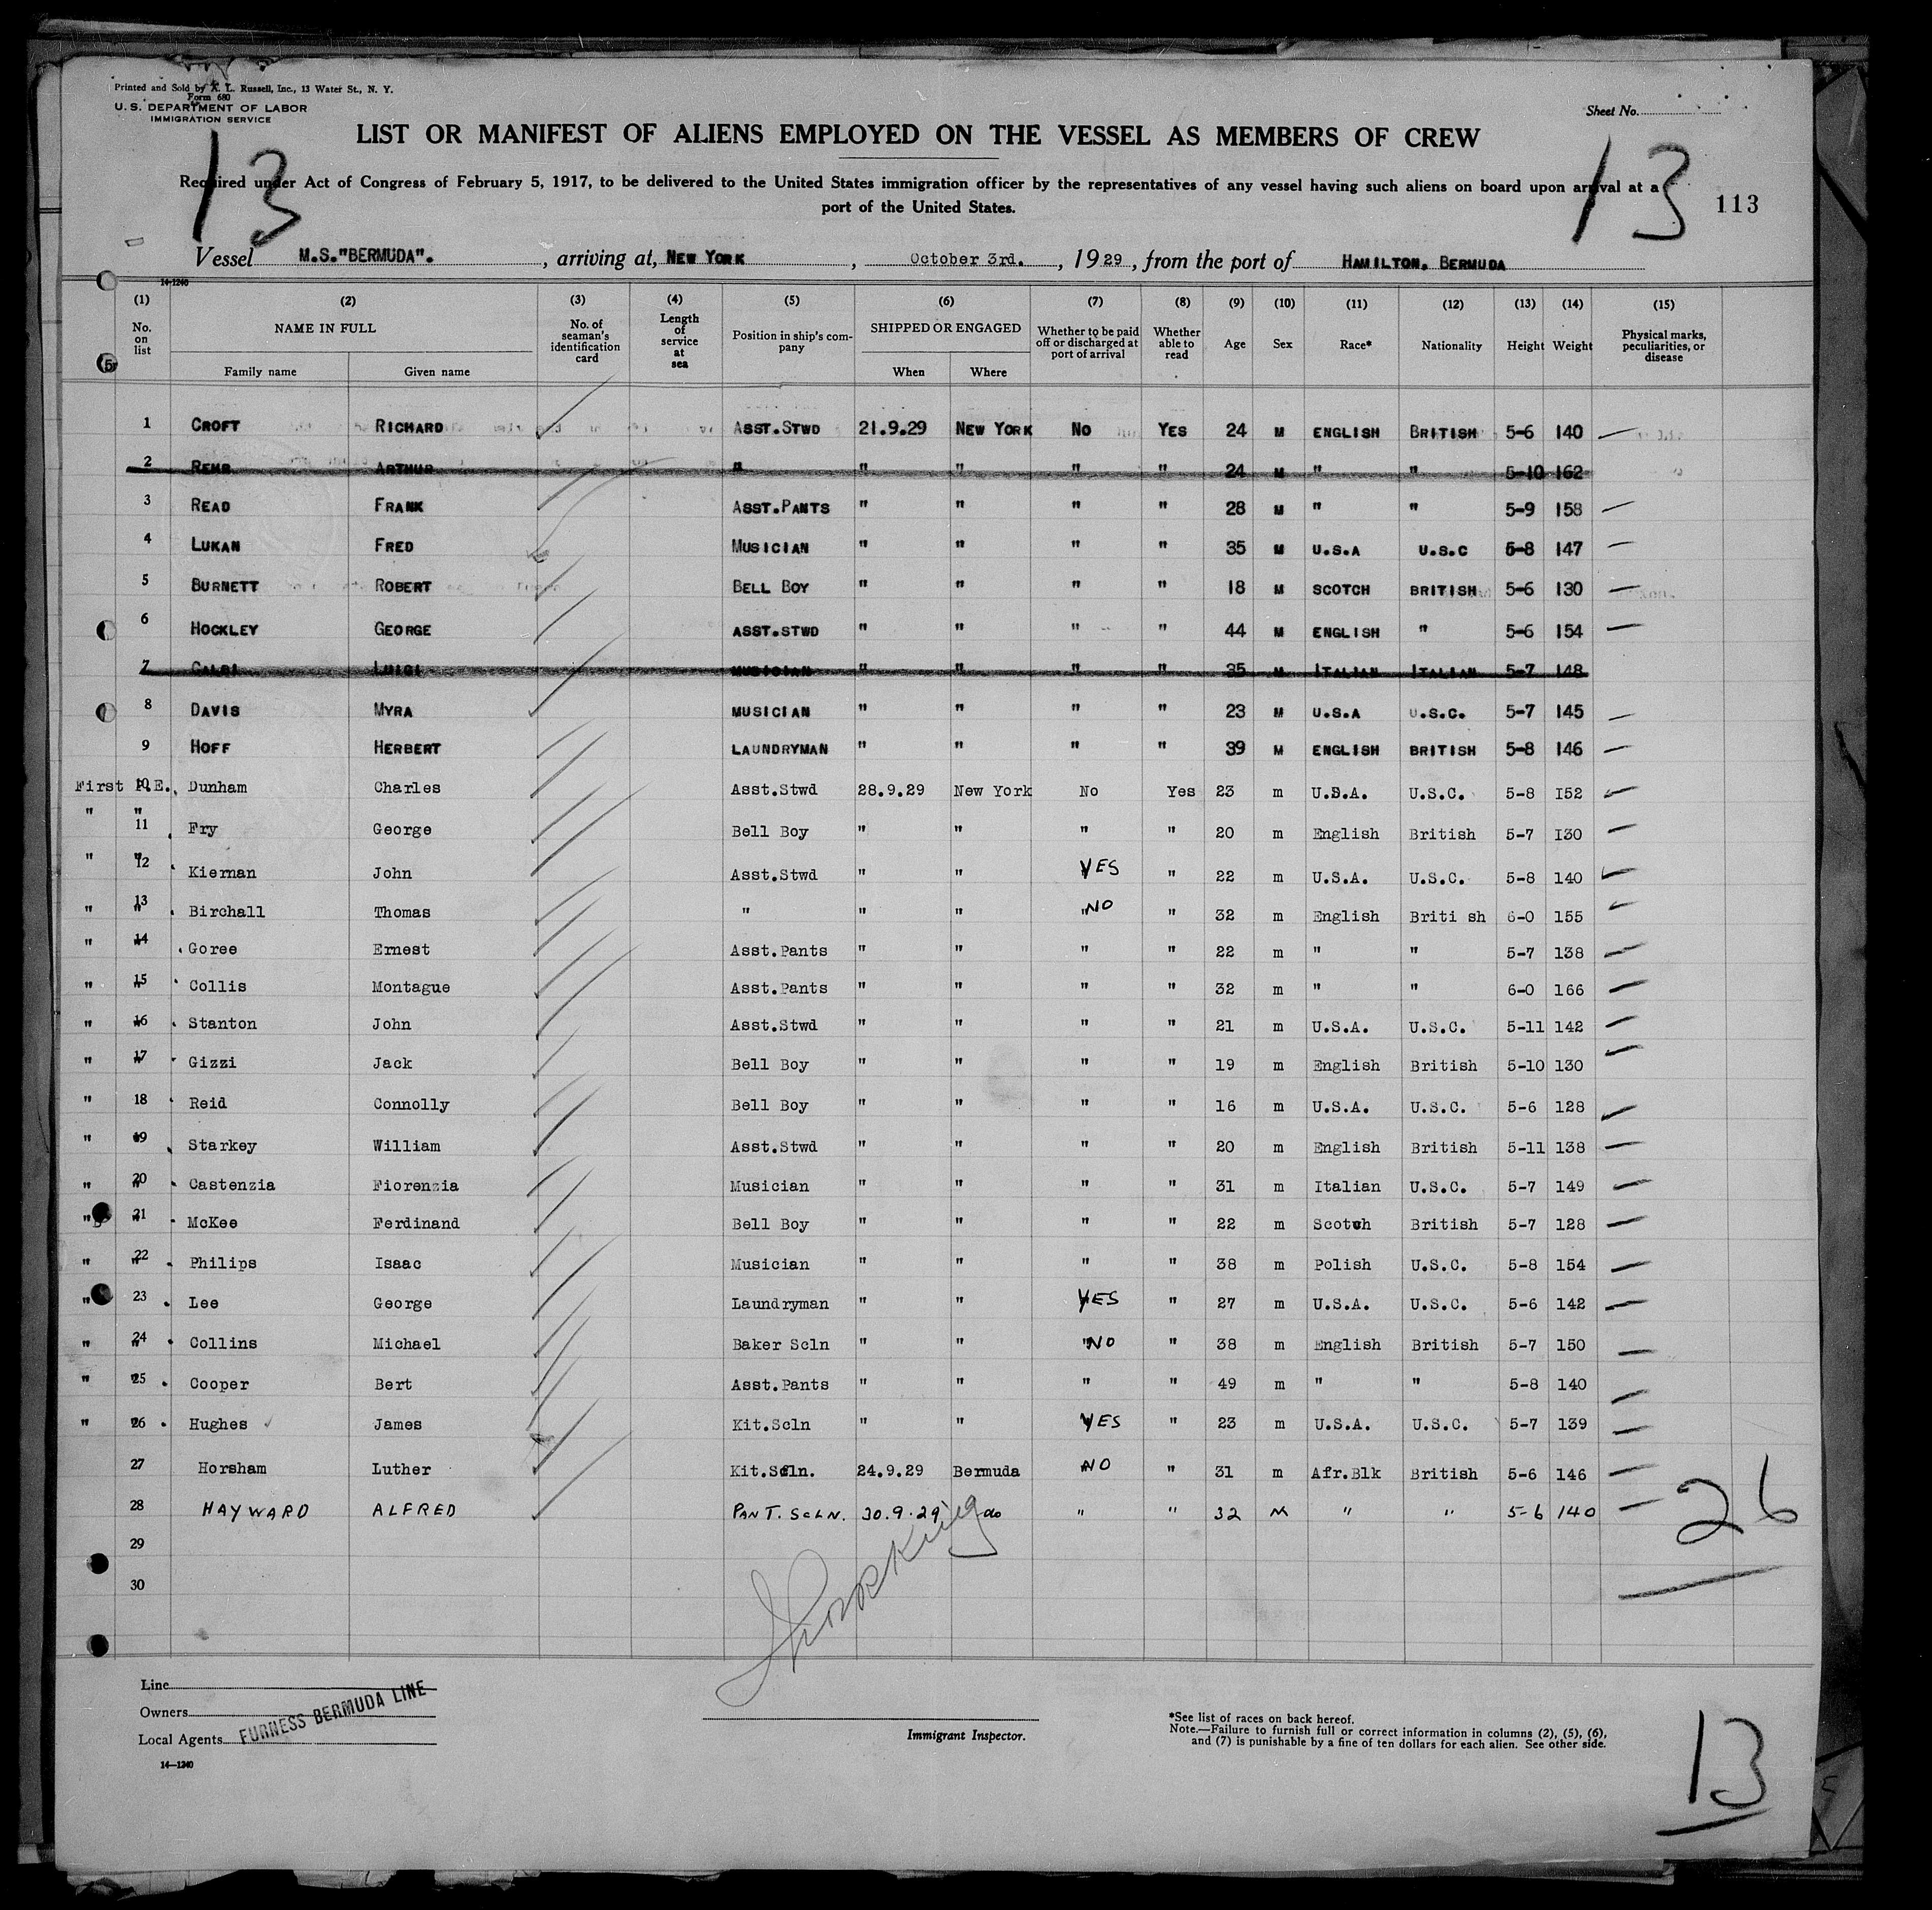 Printed and Sold by A. L. Russell, Inc., 13 Water St., N. Y.
Form 680
U. S. DEPARTMENT OF LABOR
IMMIGRATION SERVICE
Sheet No.
13
13
LIST OR MANIFEST OF ALIENS EMPLOYED ON THE VESSEL AS MEMBERS OF CREW
Required under Act of Congress of February 5, 1917, to be delivered to the United States immigration officer by the representatives of any vessel having such aliens on board upon arrival at a
port of the United States.
113
Vessel M.S."BERMUDA". , arriving at, NEW YORK , October 3rd. , 1929 , from the port of HAMILTON, BERMUDA
14-1240
(1) (2) (3) (4) (5) (6) (7) (8) (9) (10) (11) (12) (13) (14) (15)
No. on list NAME IN FULL Family name Given name No. of seaman's identification card Length of service at sea Position in ship's company SHIPPED OR ENGAGED When Where Whether to be paid off or discharged at port of arrival Whether able to read Age Sex Race* Nationality Height Weight Physical marks, peculiarities, or disease
1 CROFT RICHARD ASST.STWD 21.9.29 NEW YORK NO YES 24 M ENGLISH BRITISH 5-6 140
2 ARTHUR " " " " " 24 M " " 5-10 162
3 READ FRANK ASST.PANTS " " " " 28 M " " 5-9 158
4 LUKAN FRED MUSICIAN " " " " 35 M U.S.A U.S.C 5-8 147
5 BURNETT ROBERT BELL BOY " " " " 18 M SCOTCH BRITISH 5-6 130
6 HOCKLEY GEORGE ASST.STWD " " " " 44 M ENGLISH " 5-6 154
7 LUIGI MUSICIAN " " " " 35 M ITALIAN ITALIAN 5-7 148
8 DAVIS MYRA MUSICIAN " " " " 23 M U.S.A U.S.C. 5-7 145
9 HOFF HERBERT LAUNDRYMAN " " " " 39 M ENGLISH BRITISH 5-8 146
First P.E. 10 Dunham Charles Asst.Stwd 28.9.29 New York No Yes 23 m U.S.A. U.S.C. 5-8 I52
" " 11 Fry George Bell Boy " " " " 20 m English British 5-7 I30
" " 12 Kiernan John Asst.Stwd " " YES " 22 m U.S.A. U.S.C. 5-8 140
" " 13 Birchall Thomas " " " NO " 32 m English Briti sh 6-0 155
" " 14 Goree Ernest Asst.Pants " " " " 22 m " " 5-7 138
" " 15 Collis Montague Asst.Pants " " " " 32 m " " 6-0 166
" " 16 Stanton John Asst.Stwd " " " " 21 m U.S.A. U.S.C. 5-11 142
" " 17 Gizzi Jack Bell Boy " " " " 19 m English British 5-10 130
" 18 Reid Connolly Bell Boy " " " " 16 m U.S.A. U.S.C. 5-6 128
" " 19 Starkey William Asst.Stwd " " " " 20 m English British 5-11 138
" " 20 Castenzia Fiorenzia Musician " " " " 31 m Italian U.S.C. 5-7 149
" " 21 McKee Ferdinand Bell Boy " " " " 22 m Scotch British 5-7 128
" " 22 Philips Isaac Musician " " " " 38 m Polish U.S.C. 5-8 154
" 23 Lee George Laundryman " " YES " 27 m U.S.A. U.S.C. 5-6 142
" " 24 Collins Michael Baker Scln " " NO " 38 m English British 5-7 150
" " 25 Cooper Bert Asst.Pants " " " " 49 m " " 5-8 140
" " 26 Hughes James Kit.Scln " " YES " 23 m U.S.A. U.S.C. 5-7 139
27 Horsham Luther Kit.Scln. 24.9.29 Bermuda NO " 31 m Afr.Blk British 5-6 146
28 HAYWARD ALFRED PANT. SCLN. 30.9.29 do " " 32 M " " 5-6 140
26
29
30
Line
Owners
Local Agents
FURNESS BERMUDA LINE
14—1240
Immigrant Inspector.
*See list of races on back hereof.
Note.—Failure to furnish full or correct information in columns (2), (5), (6),
and (7) is punishable by a fine of ten dollars for each alien. See other side.
13